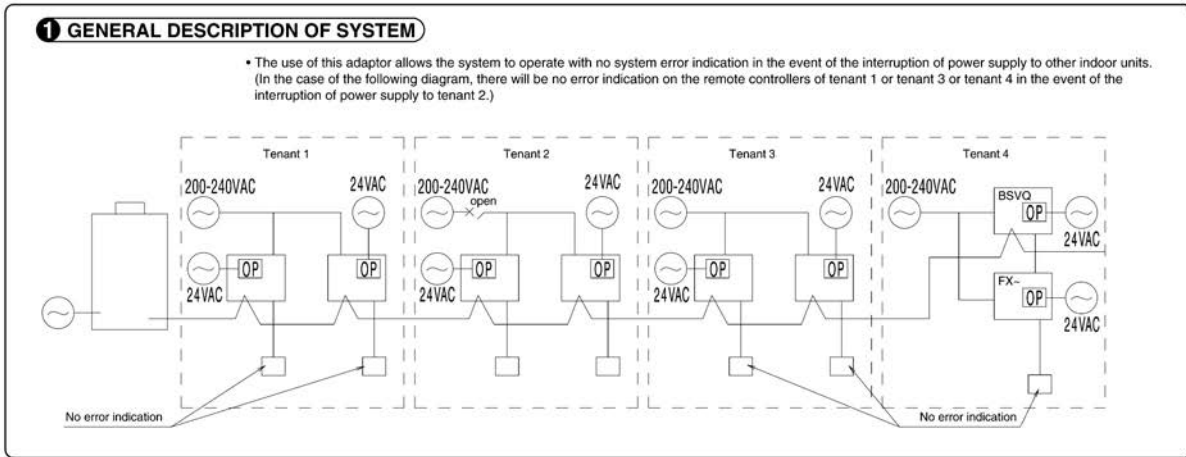 1 GENERAL DESCRIPTION OF SYSTEM
• The use of this adaptor allows the system to operate with no system error indication in the event of the interruption of power supply to other indoor units.
(In the case of the following diagram, there will be no error indication on the remote controllers of tenant 1 or tenant 3 or tenant 4 in the event of the
interruption of power supply to tenant 2.)
Tenant 1
200-240VAC
24VAC
OP
OP
24VAC
Tenant 2
200-240VAC
24VAC
open
OP
OP
24VAC
Tenant 3
200-240VAC
24VAC
OP
OP
24VAC
Tenant 4
200-240VAC
BSVQ
OP
24VAC
FX~
OP
24VAC
No error indication
No error indication